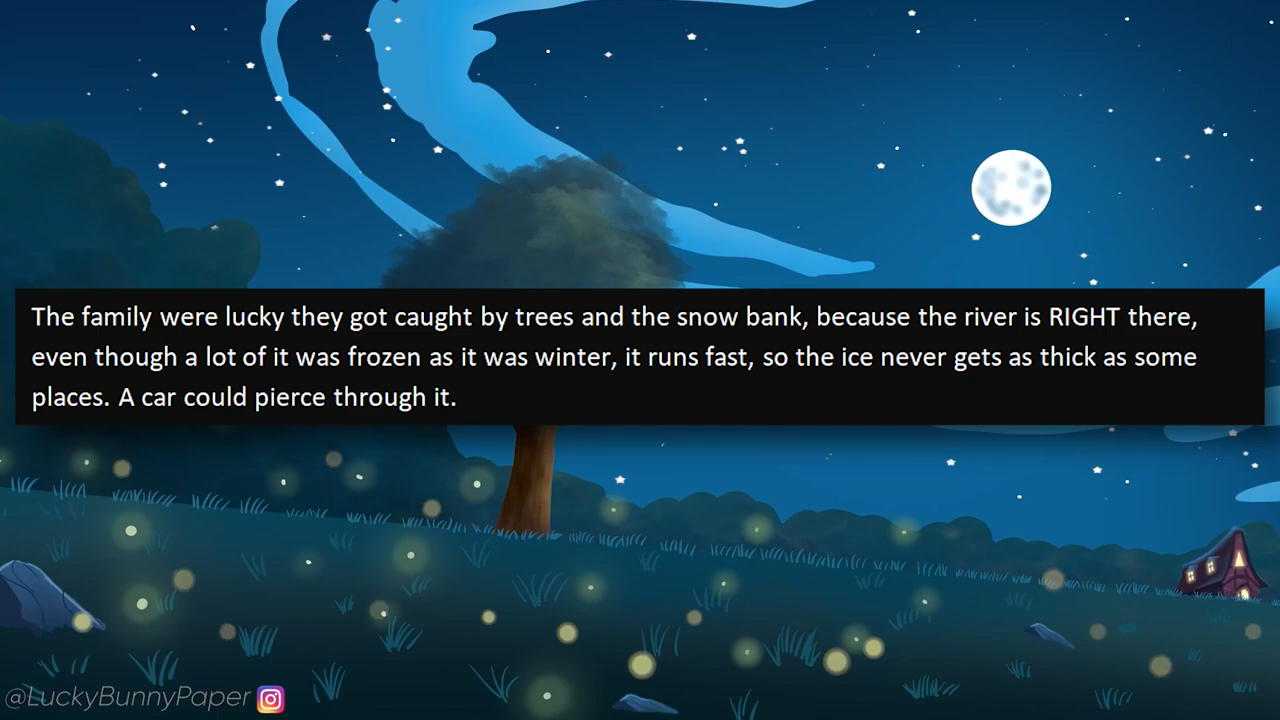 The family were lucky they got caught by trees and the snow bank, because the river is RIGHT there,
even though a lot of it was frozen as it was winter, it runs fast, so the ice never gets as thick as some
places. A car could pierce through it.
@LuckyBunnyPaper